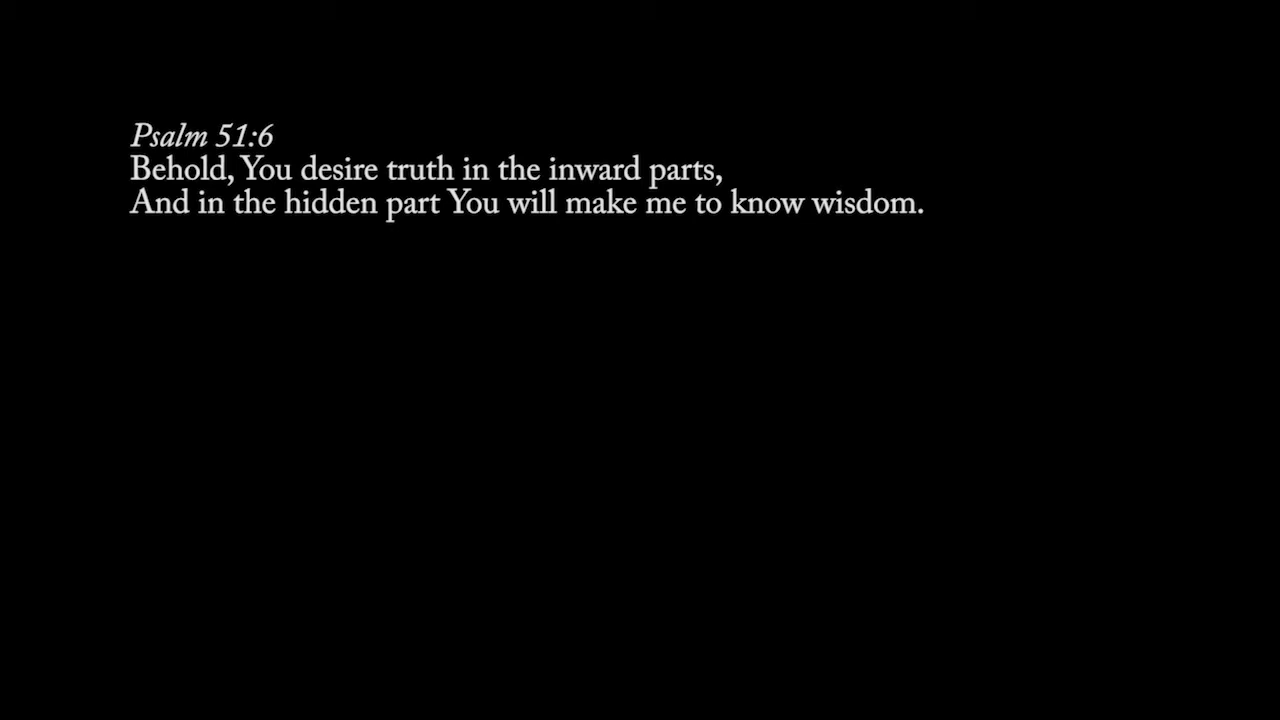 Psalm 51:6
Behold, You desire truth in the inward parts,
And in the hidden part You will make me to know wisdom.